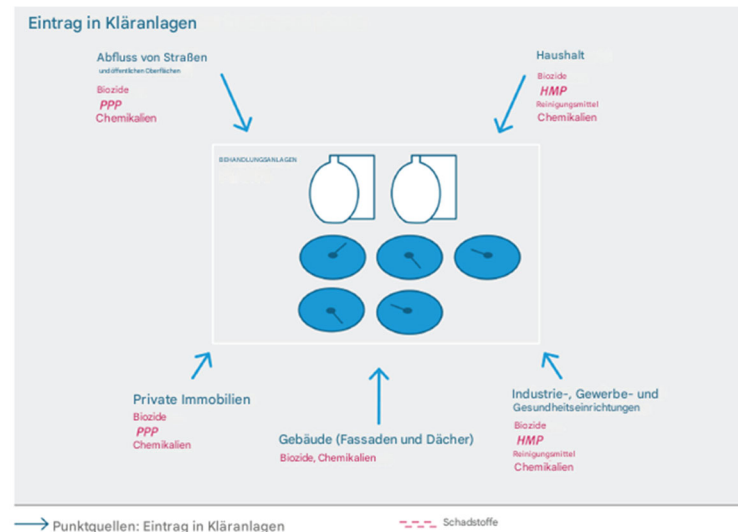 Eintrag in Kläranlagen
Abfluss von Straßen
und öffentlichen Oberflächen
Biozide
PPP
Chemikalien
Haushalt
Biozide
HMP
Reinigungsmittel
Chemikalien
BEHANDLUNGSANLAGEN
Private Immobilien
Biozide
PPP
Chemikalien
Gebäude (Fassaden und Dächer)
Biozide, Chemikalien
Industrie-, Gewerbe- und
Gesundheitseinrichtungen
Biozide
HMP
Reinigungsmittel
Chemikalien
Punktquellen: Eintrag in Kläranlagen
Schadstoffe